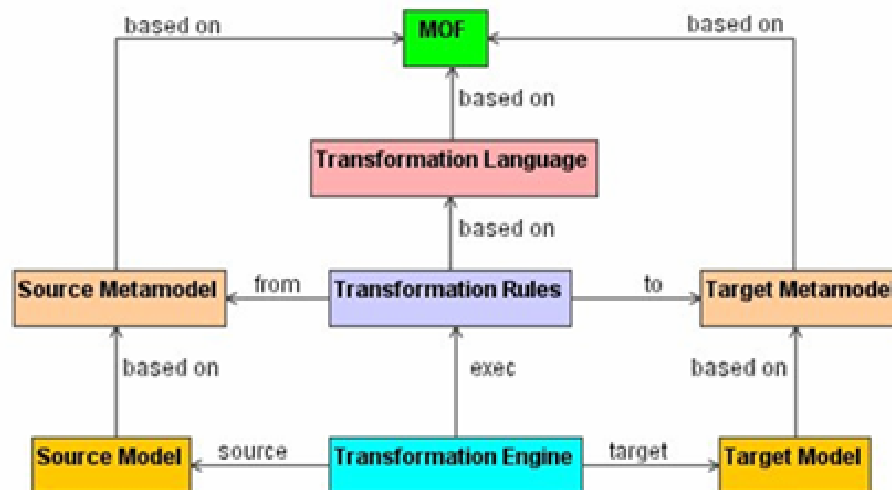 based on
MOF
based on
based on
Transformation Language
based on
Source Metamodel
from
Transformation Rules
to
Target Metamodel
based on
exec
based on
Source Model
source
Transformation Engine
target
Target Model